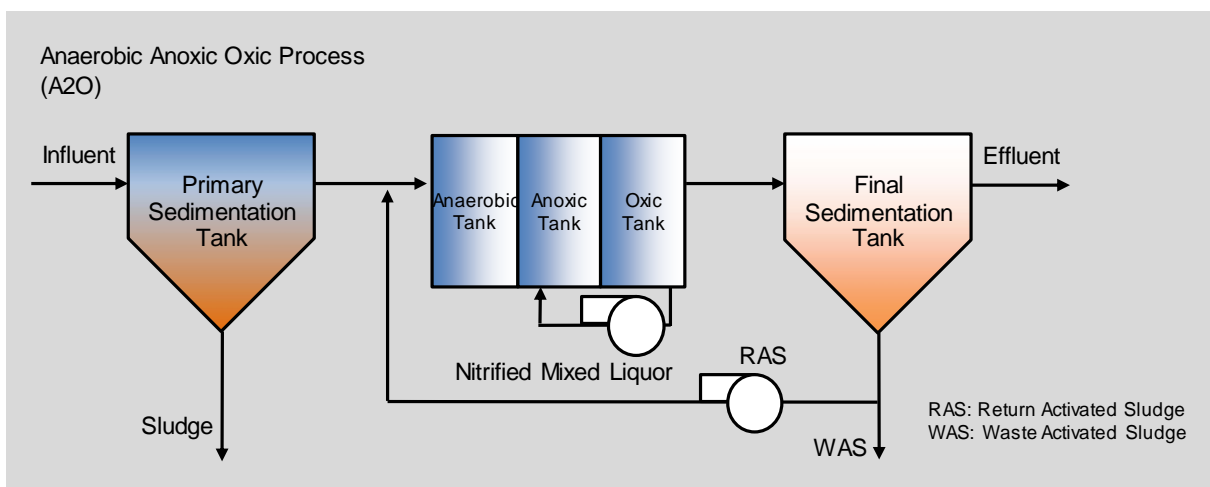 Anaerobic Anoxic Oxic Process
(A2O)
Influent
Primary
Sedimentation
Tank
Anaerobic
Tank
Anoxic
Tank
Oxic
Tank
Final
Sedimentation
Tank
Effluent
Nitrified Mixed Liquor
RAS
Sludge
WAS
RAS: Return Activated Sludge
WAS: Waste Activated Sludge